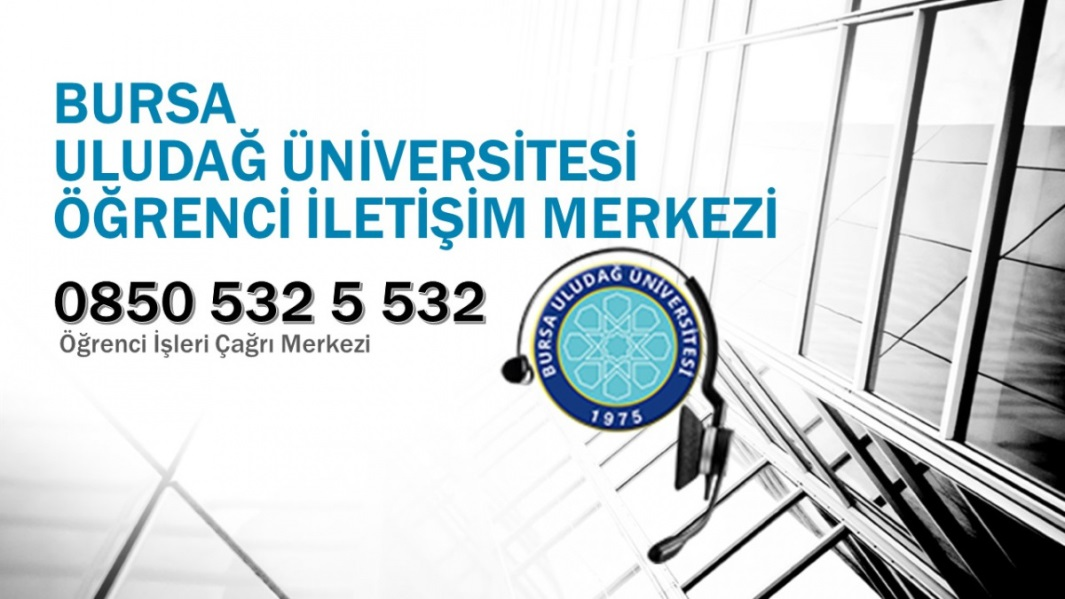 BURSA
ULUDAĞ ÜNİVERSİTESİ
ÖĞRENCİ İLETİŞİM MERKEZİ
0850 532 5 532
Öğrenci İşleri Çağrı Merkezi
BURSA ULUDAĞ ÜNİVERSİTESİ
1975